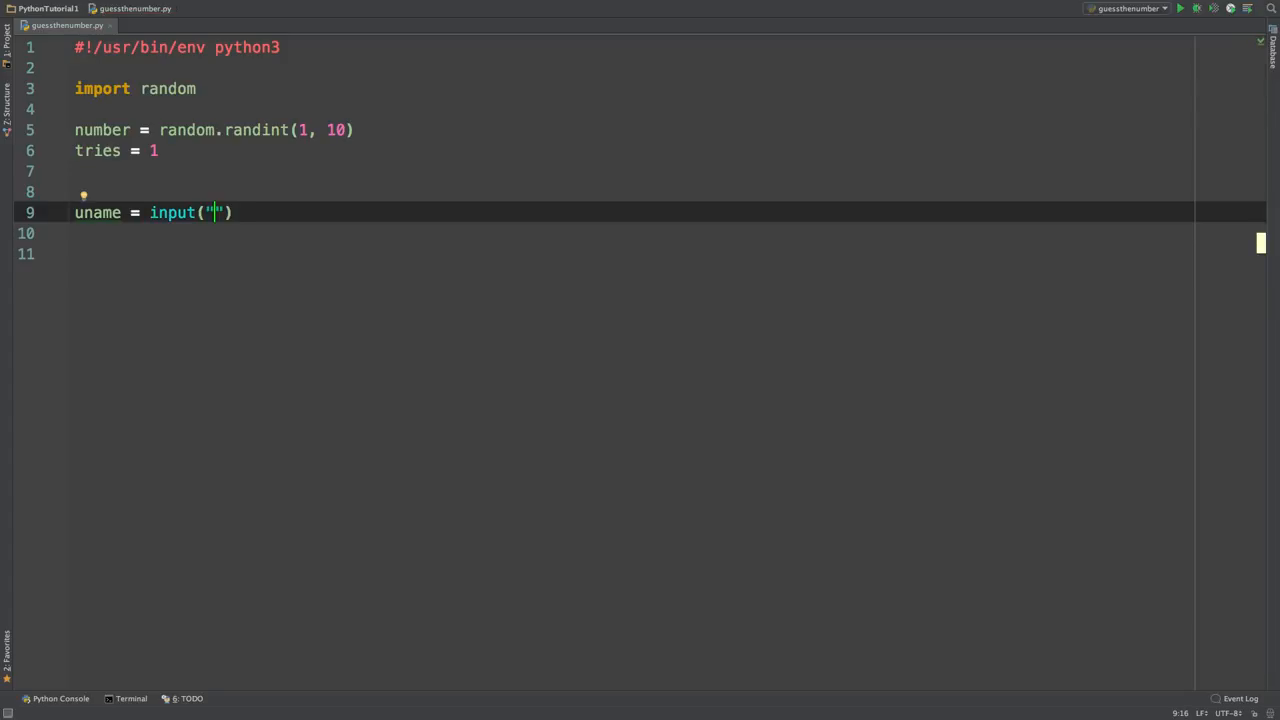 PythonTutorial1 guessthenumber.py guessthenumber
guessthenumber.py
1: Project
Z: Structure
2: Favorites
Database
1 #!/usr/bin/env python3
2
3 import random
4
5 number = random.randint(1, 10)
6 tries = 1
7
8
9 uname = input("")
10
11
Python Console Terminal 6: TODO Event Log
9:16 LF UTF-8